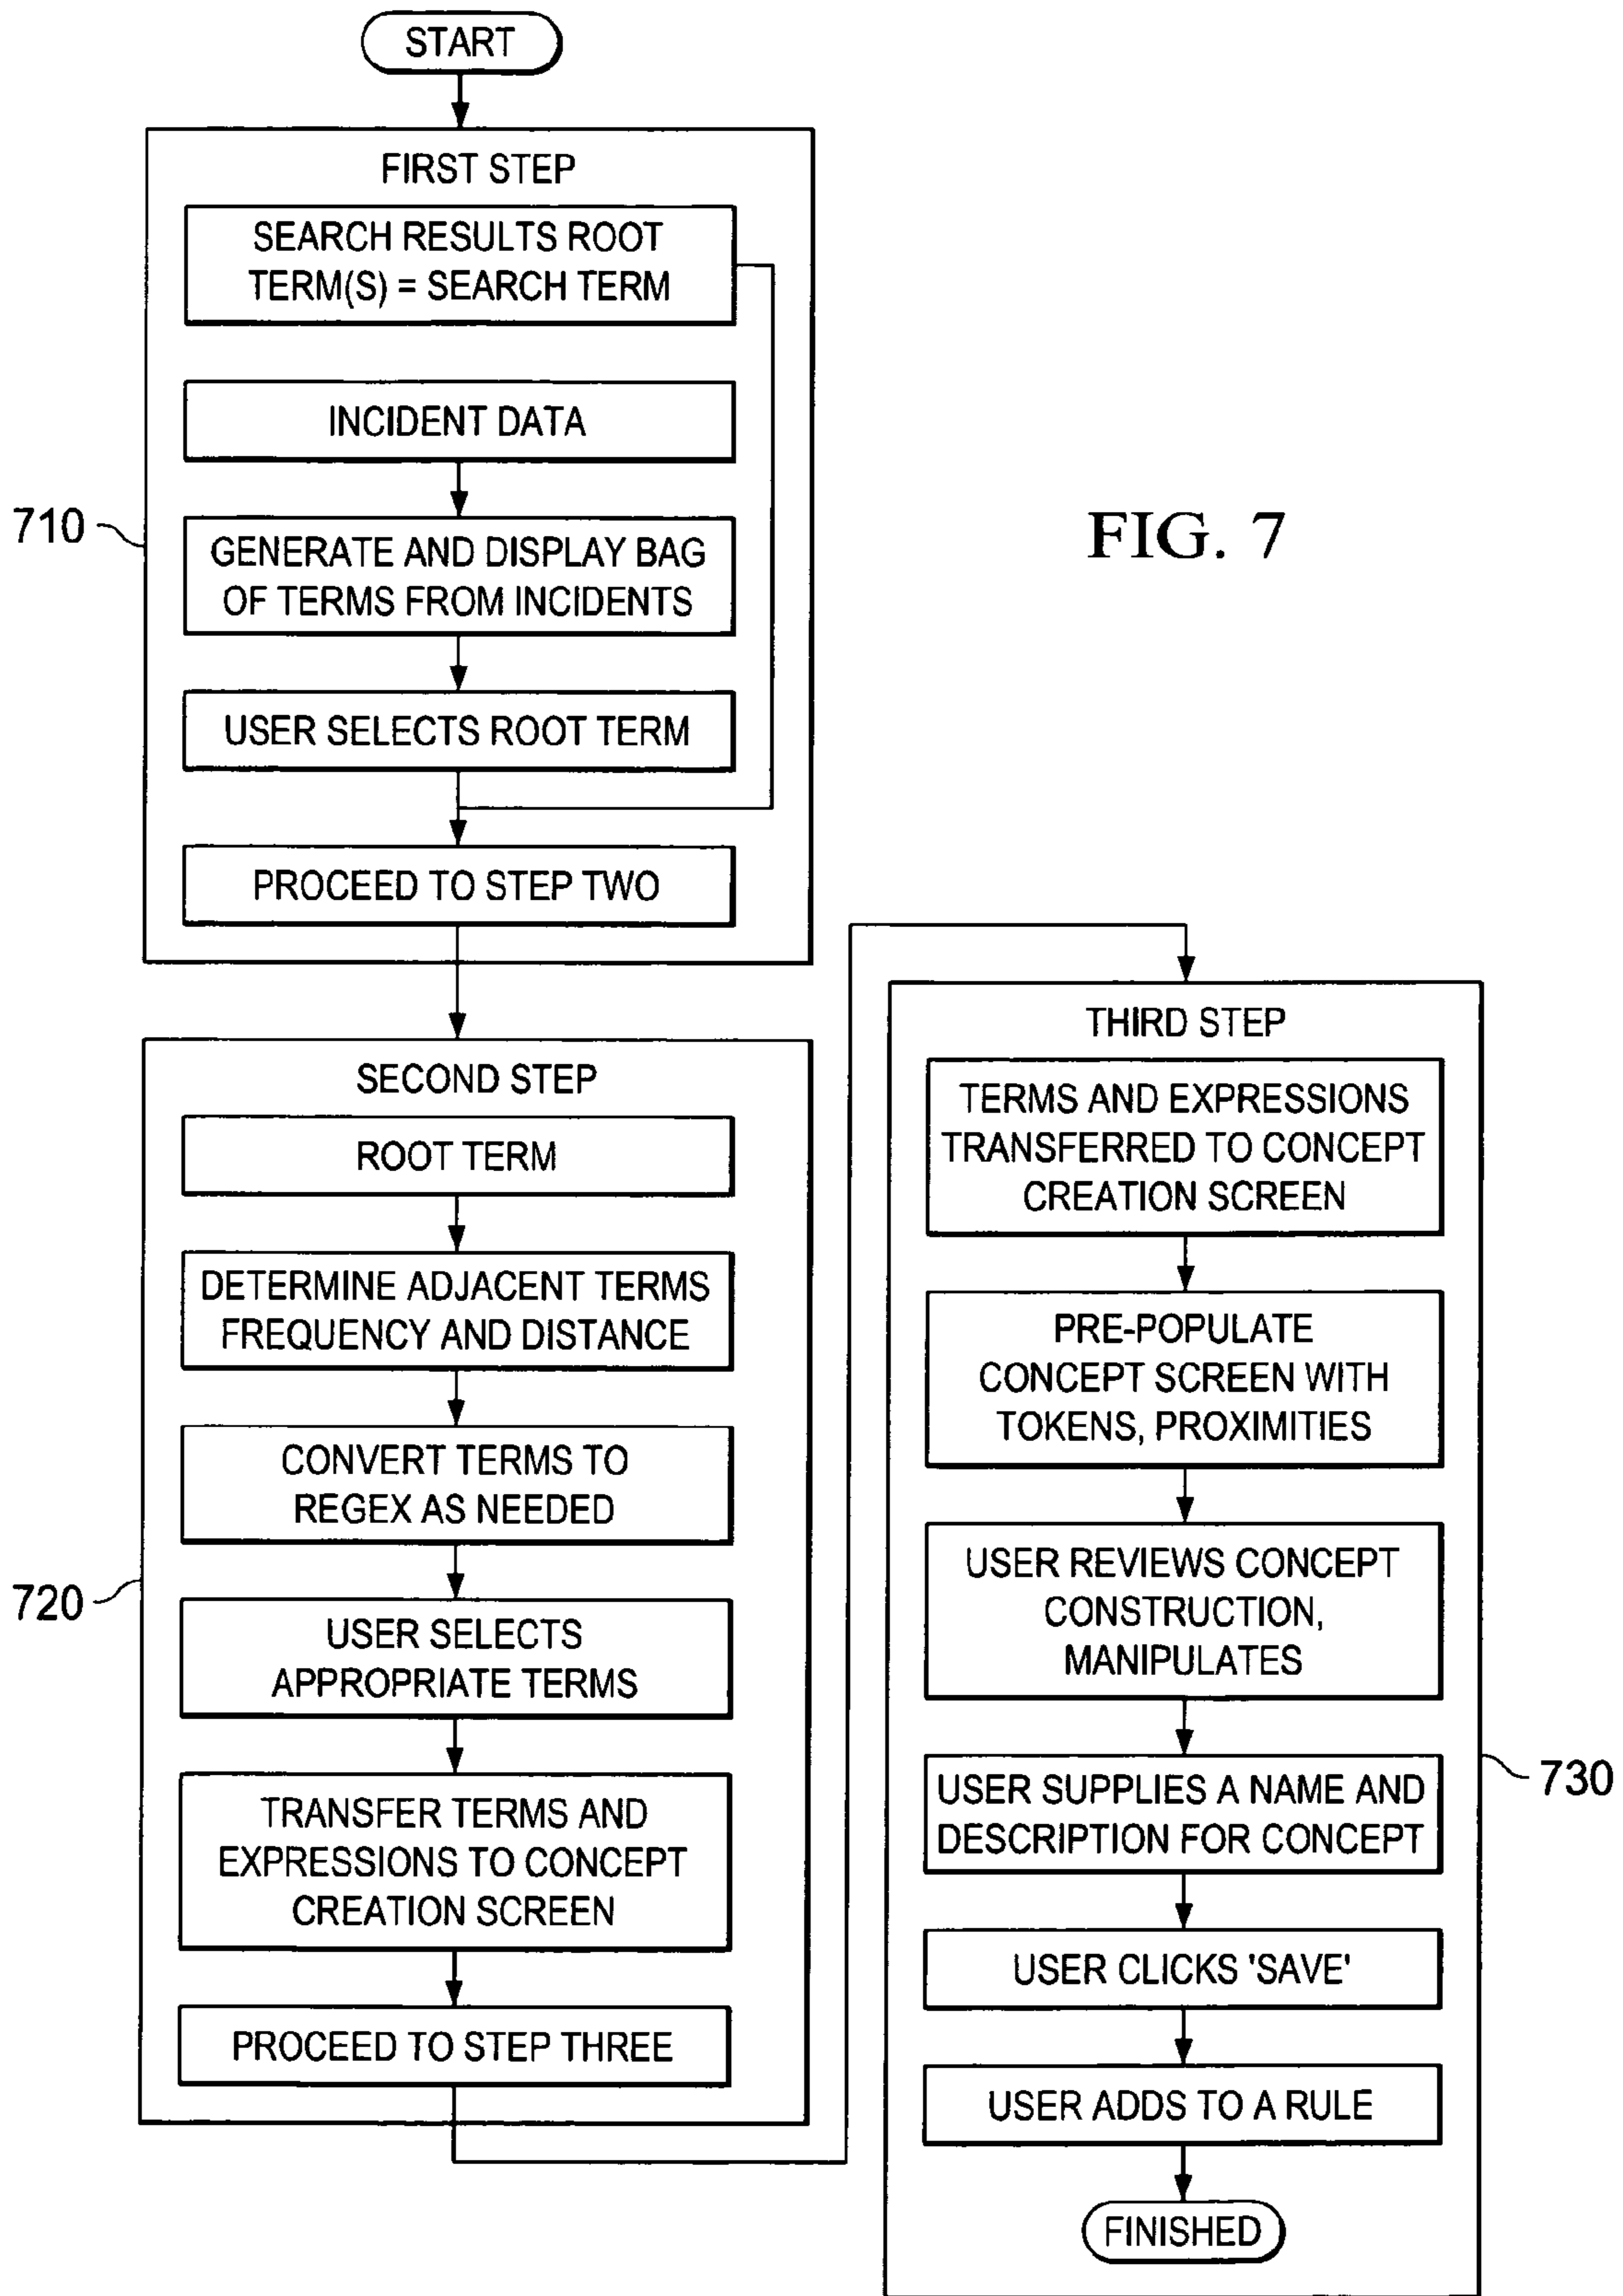 START
FIRST STEP
SEARCH RESULTS ROOT
TERM(S) = SEARCH TERM
INCIDENT DATA
710
GENERATE AND DISPLAY BAG
OF TERMS FROM INCIDENTS
USER SELECTS ROOT TERM
PROCEED TO STEP TWO
FIG. 7
SECOND STEP
ROOT TERM
DETERMINE ADJACENT TERMS
FREQUENCY AND DISTANCE
CONVERT TERMS TO
REGEX AS NEEDED
720
USER SELECTS
APPROPRIATE TERMS
TRANSFER TERMS AND
EXPRESSIONS TO CONCEPT
CREATION SCREEN
PROCEED TO STEP THREE
THIRD STEP
TERMS AND EXPRESSIONS
TRANSFERRED TO CONCEPT
CREATION SCREEN
PRE-POPULATE
CONCEPT SCREEN WITH
TOKENS, PROXIMITIES
USER REVIEWS CONCEPT
CONSTRUCTION,
MANIPULATES
730
USER SUPPLIES A NAME AND
DESCRIPTION FOR CONCEPT
USER CLICKS 'SAVE'
USER ADDS TO A RULE
FINISHED